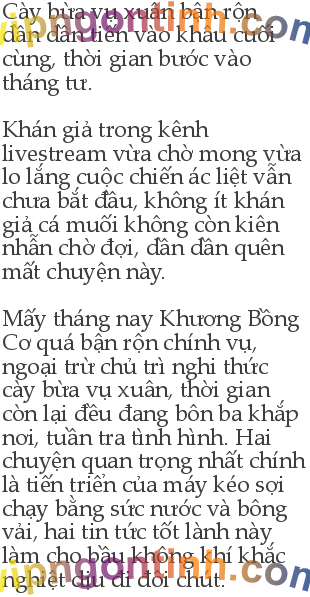 Cày bừa vụ xuân bận rộn
dần dần tiến vào khâu cuối
cùng, thời gian bước vào
tháng tư.
Khán giả trong kênh
livestream vừa chờ mong vừa
lo lắng cuộc chiến ác liệt vẫn
chưa bắt đầu, không ít khán
giả cá muối không còn kiên
nhẫn chờ đợi, dần dần quên
mất chuyện này.
Mấy tháng nay Khương Bồng
Cơ quá bận rộn chính vụ,
ngoại trừ chủ trì nghi thức
cày bừa vụ xuân, thời gian
còn lại đều đang bôn ba khắp
nơi, tuần tra tình hình. Hai
chuyện quan trọng nhất chính
là tiến triển của máy kéo sợi
chạy bằng sức nước và bông
vải, hai tin tức tốt lành này
làm cho bầu không khí khắc
nghiệt dịu đi đôi chút.
vipngontinh.com
vipngontinh.com